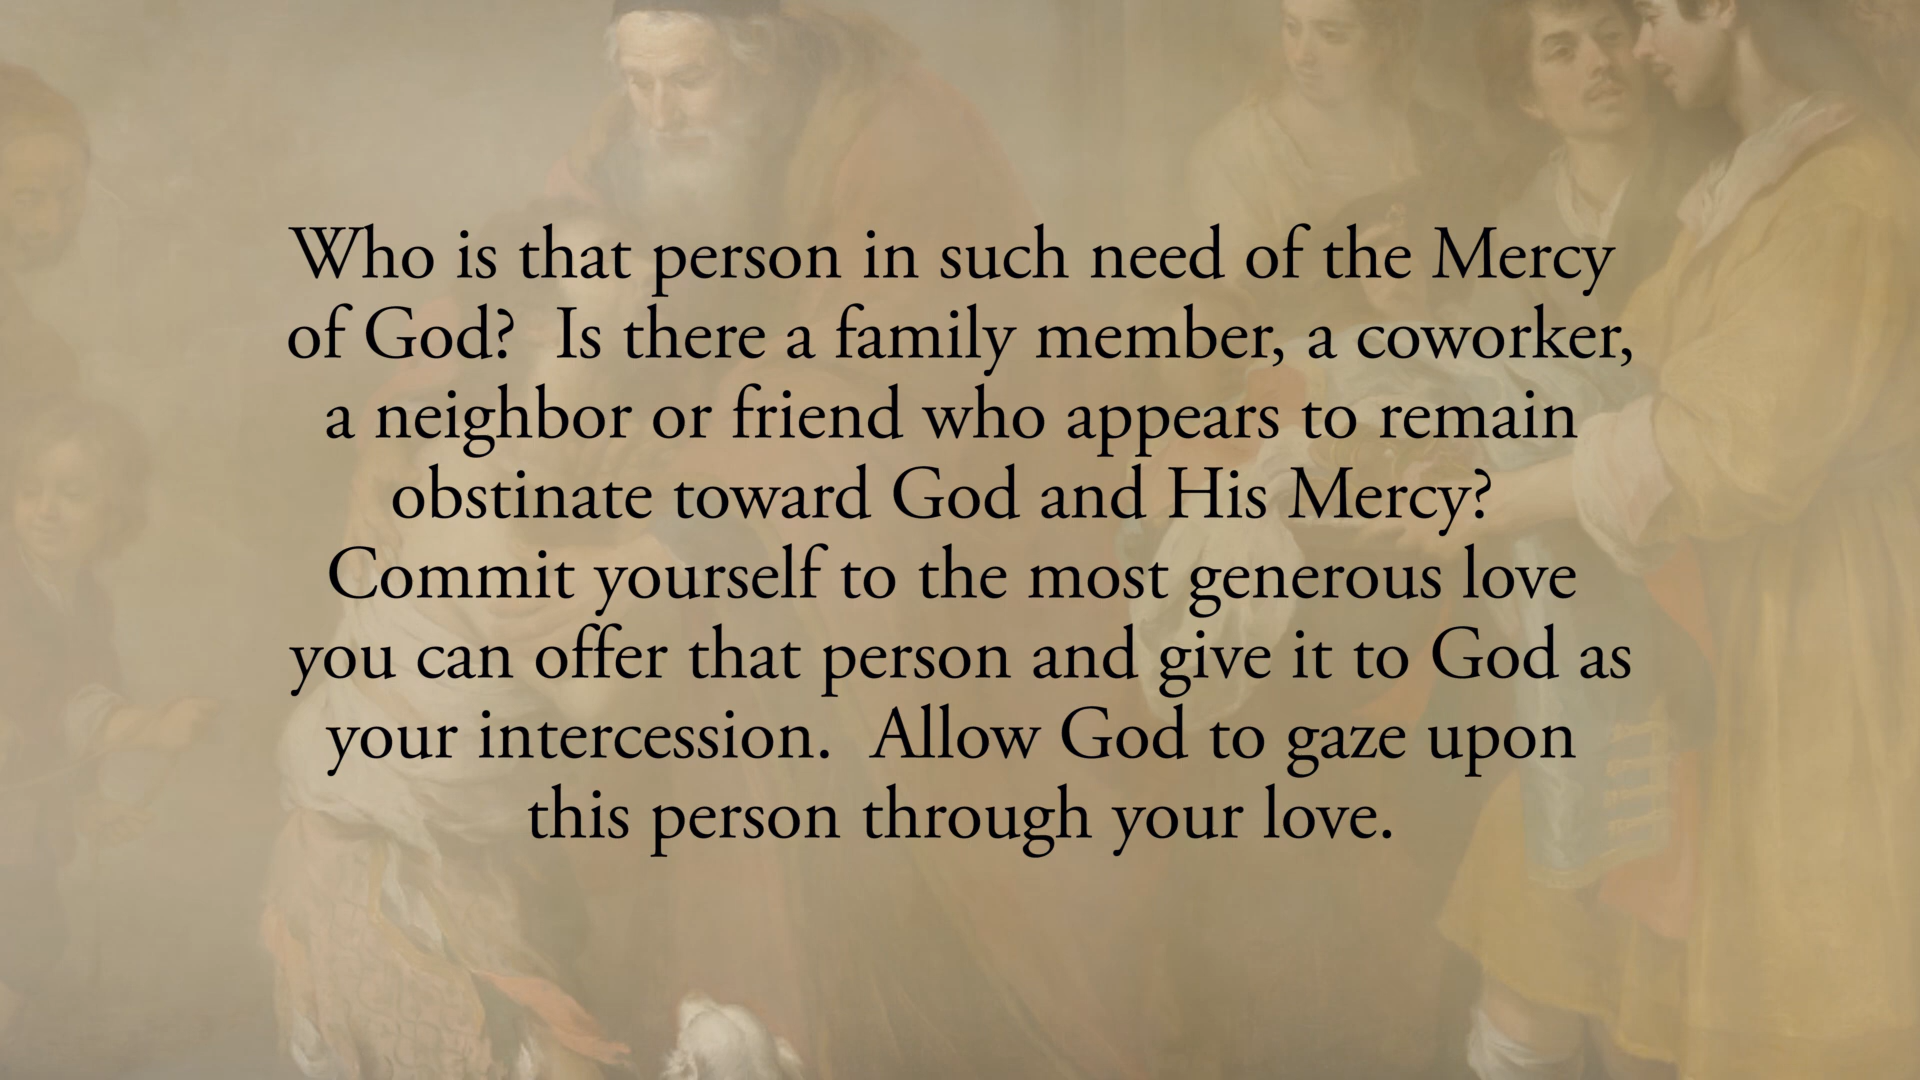 Who is that person in such need of the Mercy
of God?  Is there a family member, a coworker,
a neighbor or friend who appears to remain
obstinate toward God and His Mercy?
Commit yourself to the most generous love
you can offer that person and give it to God as
your intercession.  Allow God to gaze upon
this person through your love.